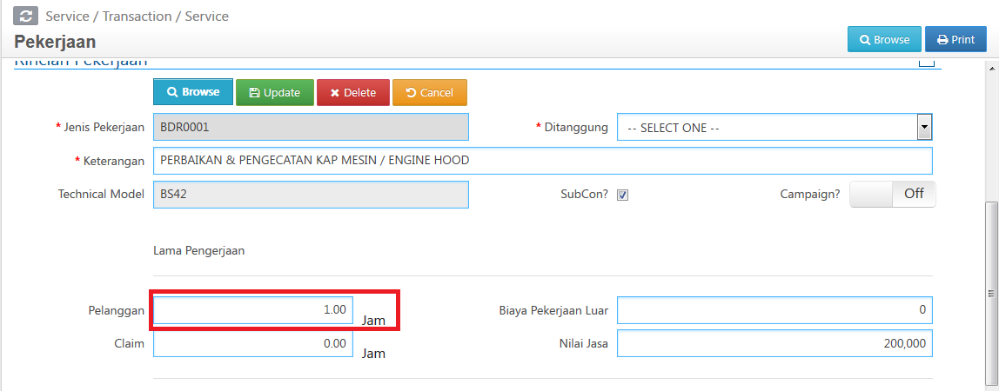 Service / Transaction / Service
Pekerjaan
Browse Print
Rincian Pekerjaan
Browse Update Delete Cancel
* Jenis Pekerjaan BDR0001 * Ditanggung -- SELECT ONE --
* Keterangan PERBAIKAN & PENGECATAN KAP MESIN / ENGINE HOOD
Technical Model BS42 SubCon? Campaign? Off
Lama Pengerjaan
Pelanggan 1.00 Jam Biaya Pekerjaan Luar 0
Claim 0.00 Jam Nilai Jasa 200,000